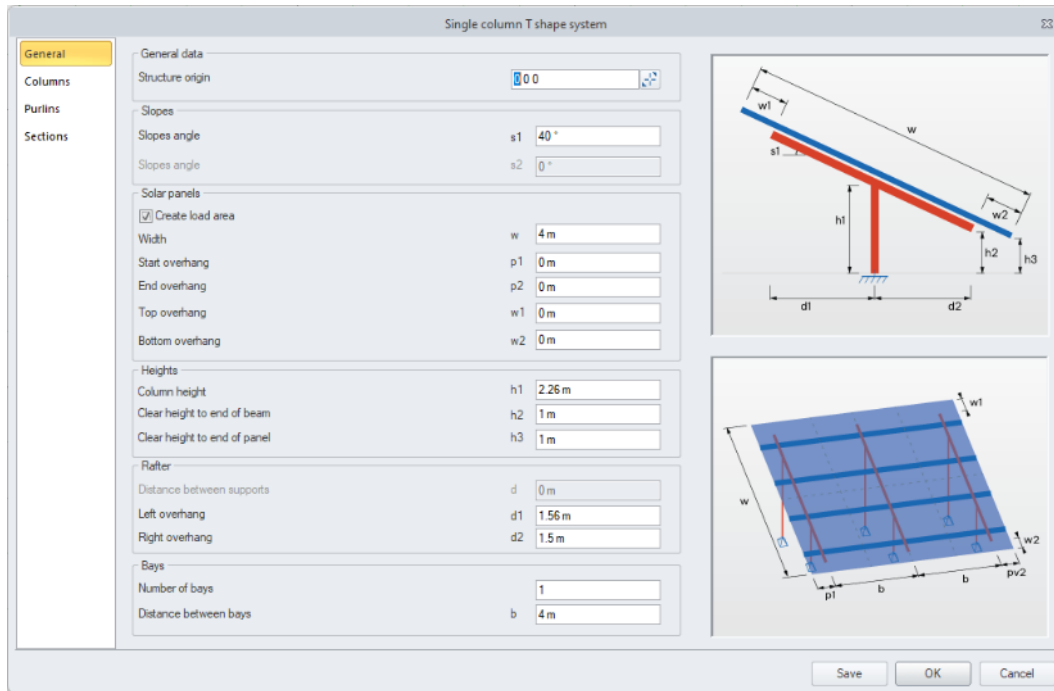 Single column T shape system
General
Columns
Purlins
Sections
General data
Structure origin 0 0 0
Slopes
Slopes angle s1 40 °
Slopes angle s2 0 °
Solar panels
Create load area
Width w 4 m
Start overhang p1 0 m
End overhang p2 0 m
Top overhang w1 0 m
Bottom overhang w2 0 m
Heights
Column height h1 2.26 m
Clear height to end of beam h2 1 m
Clear height to end of panel h3 1 m
Rafter
Distance between supports d 0 m
Left overhang d1 1.56 m
Right overhang d2 1.5 m
Bays
Number of bays 1
Distance between bays b 4 m
w1
w
s1
w2
h1
h2
h3
d1
d2
w1
w
w2
p1
b
b
pv2
Save OK Cancel